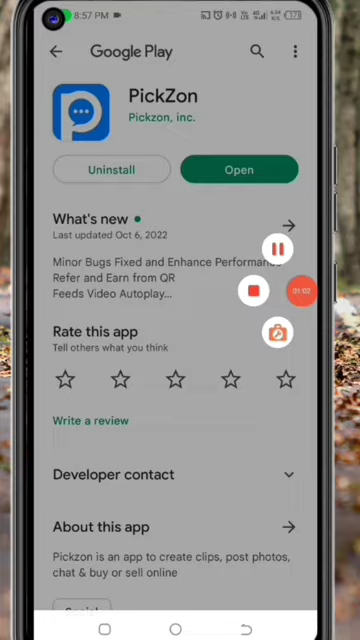 8:57 PM
Google Play
PickZon
Pickzon, inc.
Uninstall
Open
What's new
Last updated Oct 6, 2022
Minor Bugs Fixed and Enhance Performance
Refer and Earn from QR
Feeds Video Autoplay...
01:02
Rate this app
Tell others what you think
Write a review
Developer contact
About this app
Pickzon is an app to create clips, post photos,
chat & buy or sell online
Social